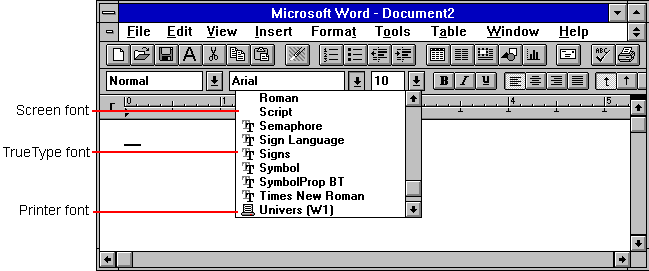 Microsoft Word - Document2
File Edit View Insert Format Tools Table Window Help
Normal Arial 10 B I U
0 1 4 5
Roman
Screen font Script
Semaphore
Sign Language
TrueType font Signs
Symbol
SymbolProp BT
Times New Roman
Printer font Univers (W1)